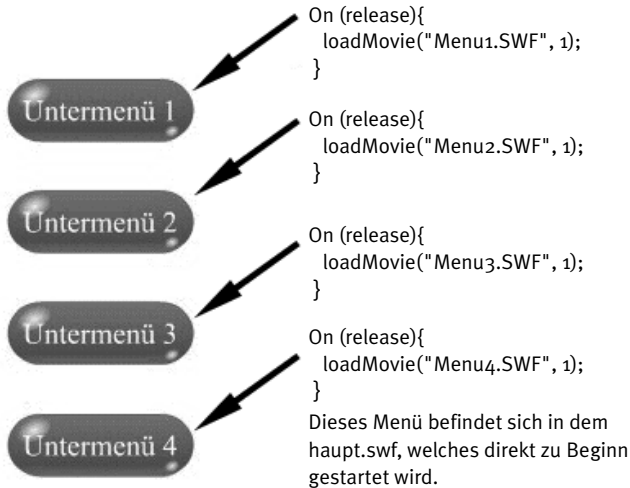 On (release){
loadMovie("Menu1.SWF", 1);
}
Untermenü 1
On (release){
loadMovie("Menu2.SWF", 1);
}
Untermenü 2
On (release){
loadMovie("Menu3.SWF", 1);
}
Untermenü 3
On (release){
loadMovie("Menu4.SWF", 1);
}
Untermenü 4
Dieses Menü befindet sich in dem
haupt.swf, welches direkt zu Beginn
gestartet wird.